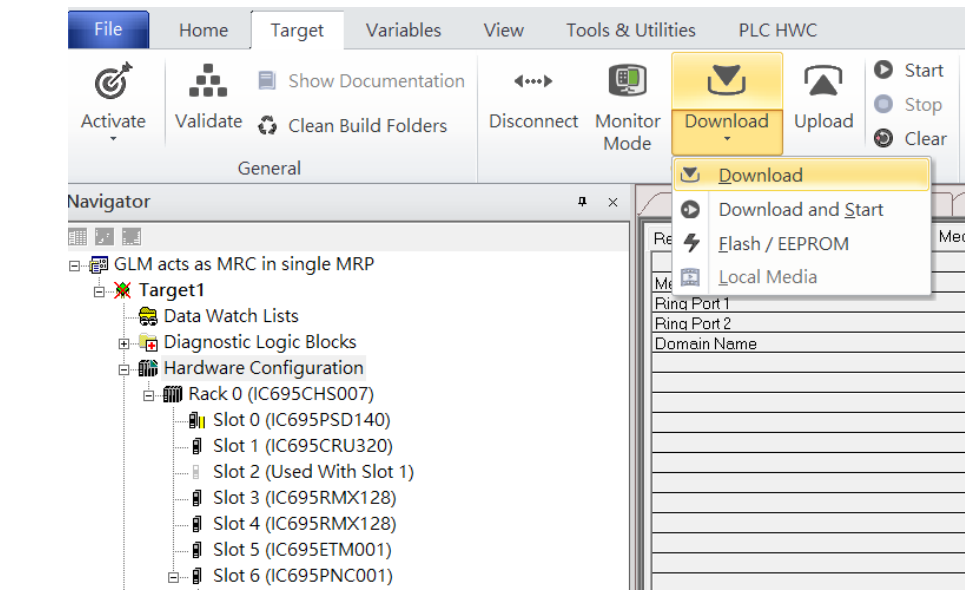 File Home Target Variables View Tools & Utilities PLC HWC
Activate
Validate
Show Documentation
Clean Build Folders
General
Disconnect
Monitor
Mode
Download
Upload
Start
Stop
Clear
Download
Download and Start
Flash / EEPROM
Local Media
Navigator
GLM acts as MRC in single MRP
Target1
Data Watch Lists
Diagnostic Logic Blocks
Hardware Configuration
Rack 0 (IC695CHS007)
Slot 0 (IC695PSD140)
Slot 1 (IC695CRU320)
Slot 2 (Used With Slot 1)
Slot 3 (IC695RMX128)
Slot 4 (IC695RMX128)
Slot 5 (IC695ETM001)
Slot 6 (IC695PNC001)
Ring Port 1
Ring Port 2
Domain Name